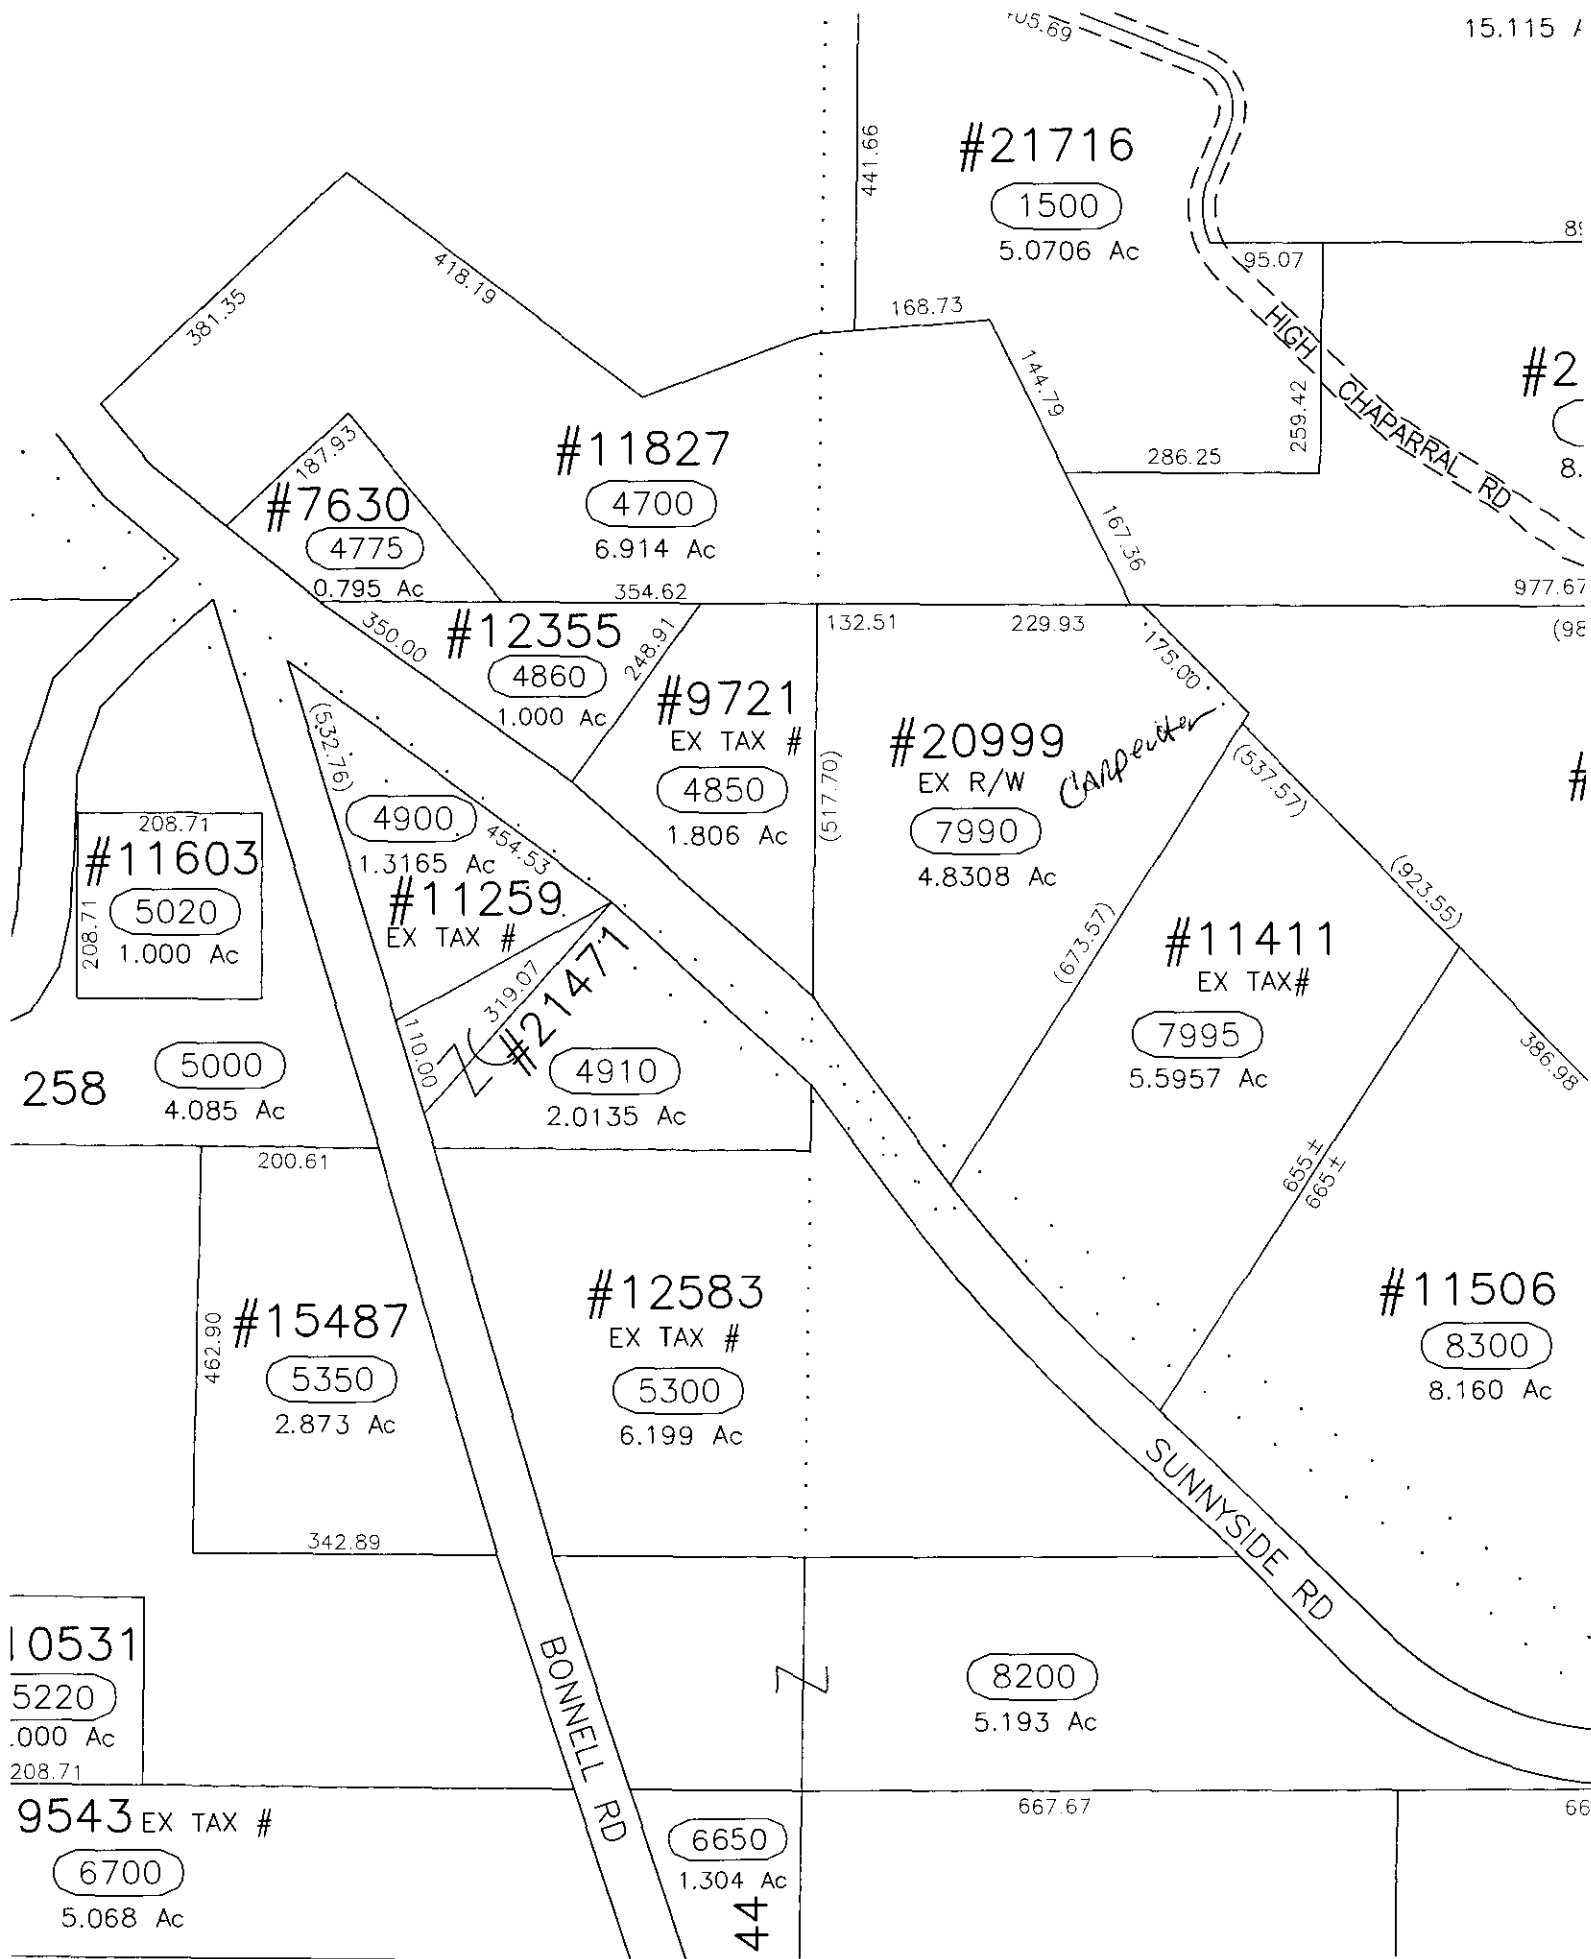 405.69
15.115
441.66
#21716
1500
5.0706 Ac
89
95.07
418.19
381.35
168.73
HIGH CHAPARRAL RD
144.79
259.42
#2
8.
286.25
187.93
#11827
4700
6.914 Ac
#7630
4775
0.795 Ac
167.36
354.62
977.67
350.00
#12355
4860
1.000 Ac
248.91
132.51
229.93
175.00
(98
#9721
EX TAX #
4850
1.806 Ac
(517.70)
#20999
EX R/W
7990
4.8308 Ac
Carpenter
(537.57)
#
(532.76)
4900
1.3165 Ac
454.53
#11259
EX TAX #
208.71
#11603
5020
1.000 Ac
208.71
(923.55)
(673.57)
#11411
EX TAX#
7995
5.5957 Ac
319.07
#21471
110.00
4910
2.0135 Ac
386.98
258
5000
4.085 Ac
200.61
655±
665±
462.90
#15487
5350
2.873 Ac
#12583
EX TAX #
5300
6.199 Ac
#11506
8300
8.160 Ac
SUNNYSIDE RD
342.89
10531
5220
.000 Ac
208.71
BONNELL RD
Z
8200
5.193 Ac
9543 EX TAX #
6700
5.068 Ac
6650
1.304 Ac
44
667.67
66